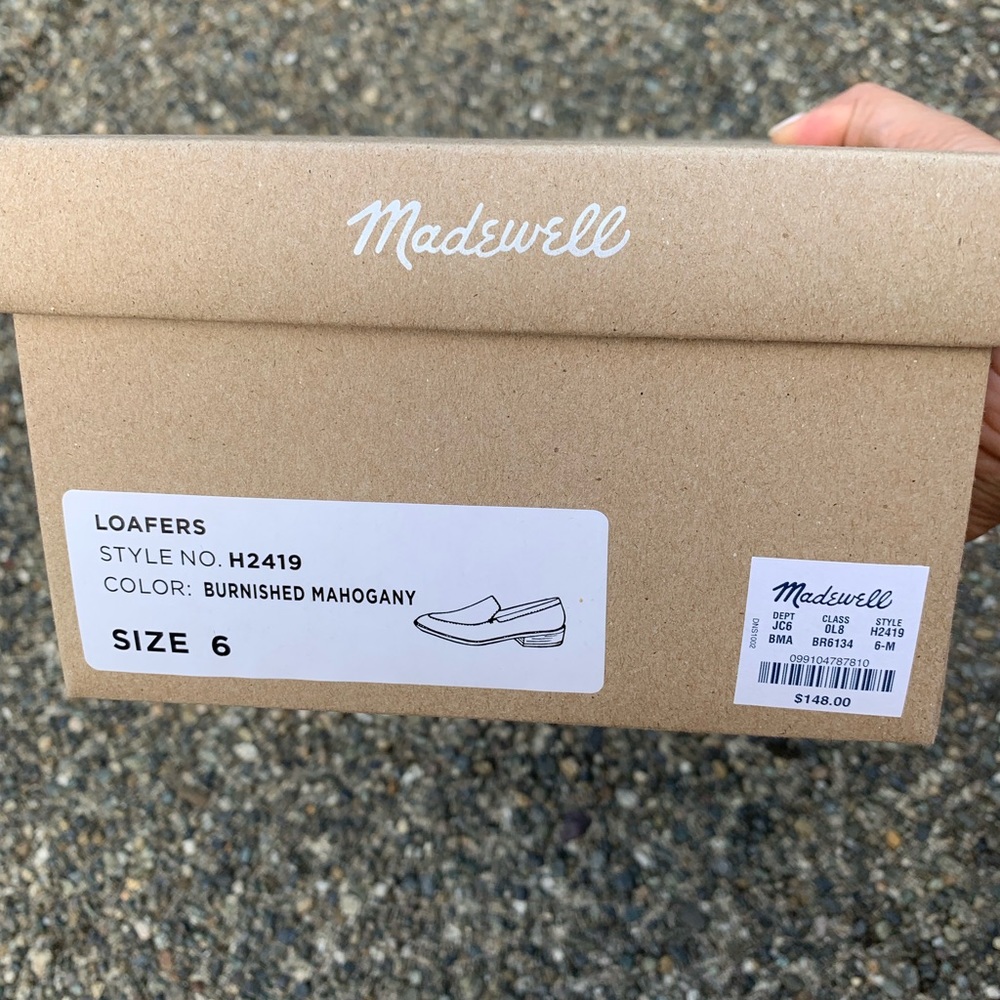 Madewell
LOAFERS
STYLE NO. H2419
COLOR: BURNISHED MAHOGANY
SIZE 6
Madewell
DEPT CLASS STYLE
JC6 0L8 H2419
BMA BR6134 6-M
DNS1002
099104787810
$148.00